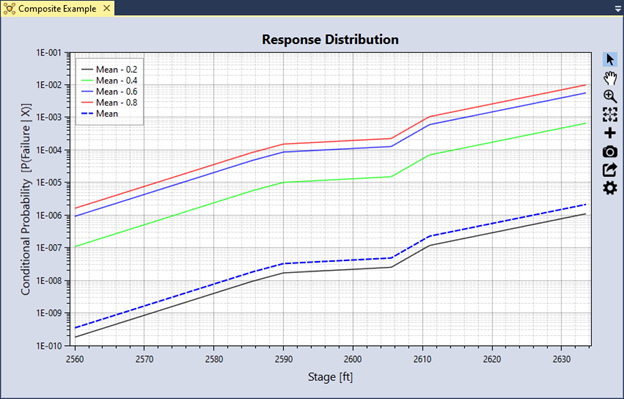 Composite Example
Response Distribution
1E-001
1E-002
1E-003
1E-004
1E-005
1E-006
1E-007
1E-008
1E-009
1E-010
Conditional Probability [P(Failure | X)]
Mean - 0.2
Mean - 0.4
Mean - 0.6
Mean - 0.8
Mean
2560 2570 2580 2590 2600 2610 2620 2630
Stage [ft]